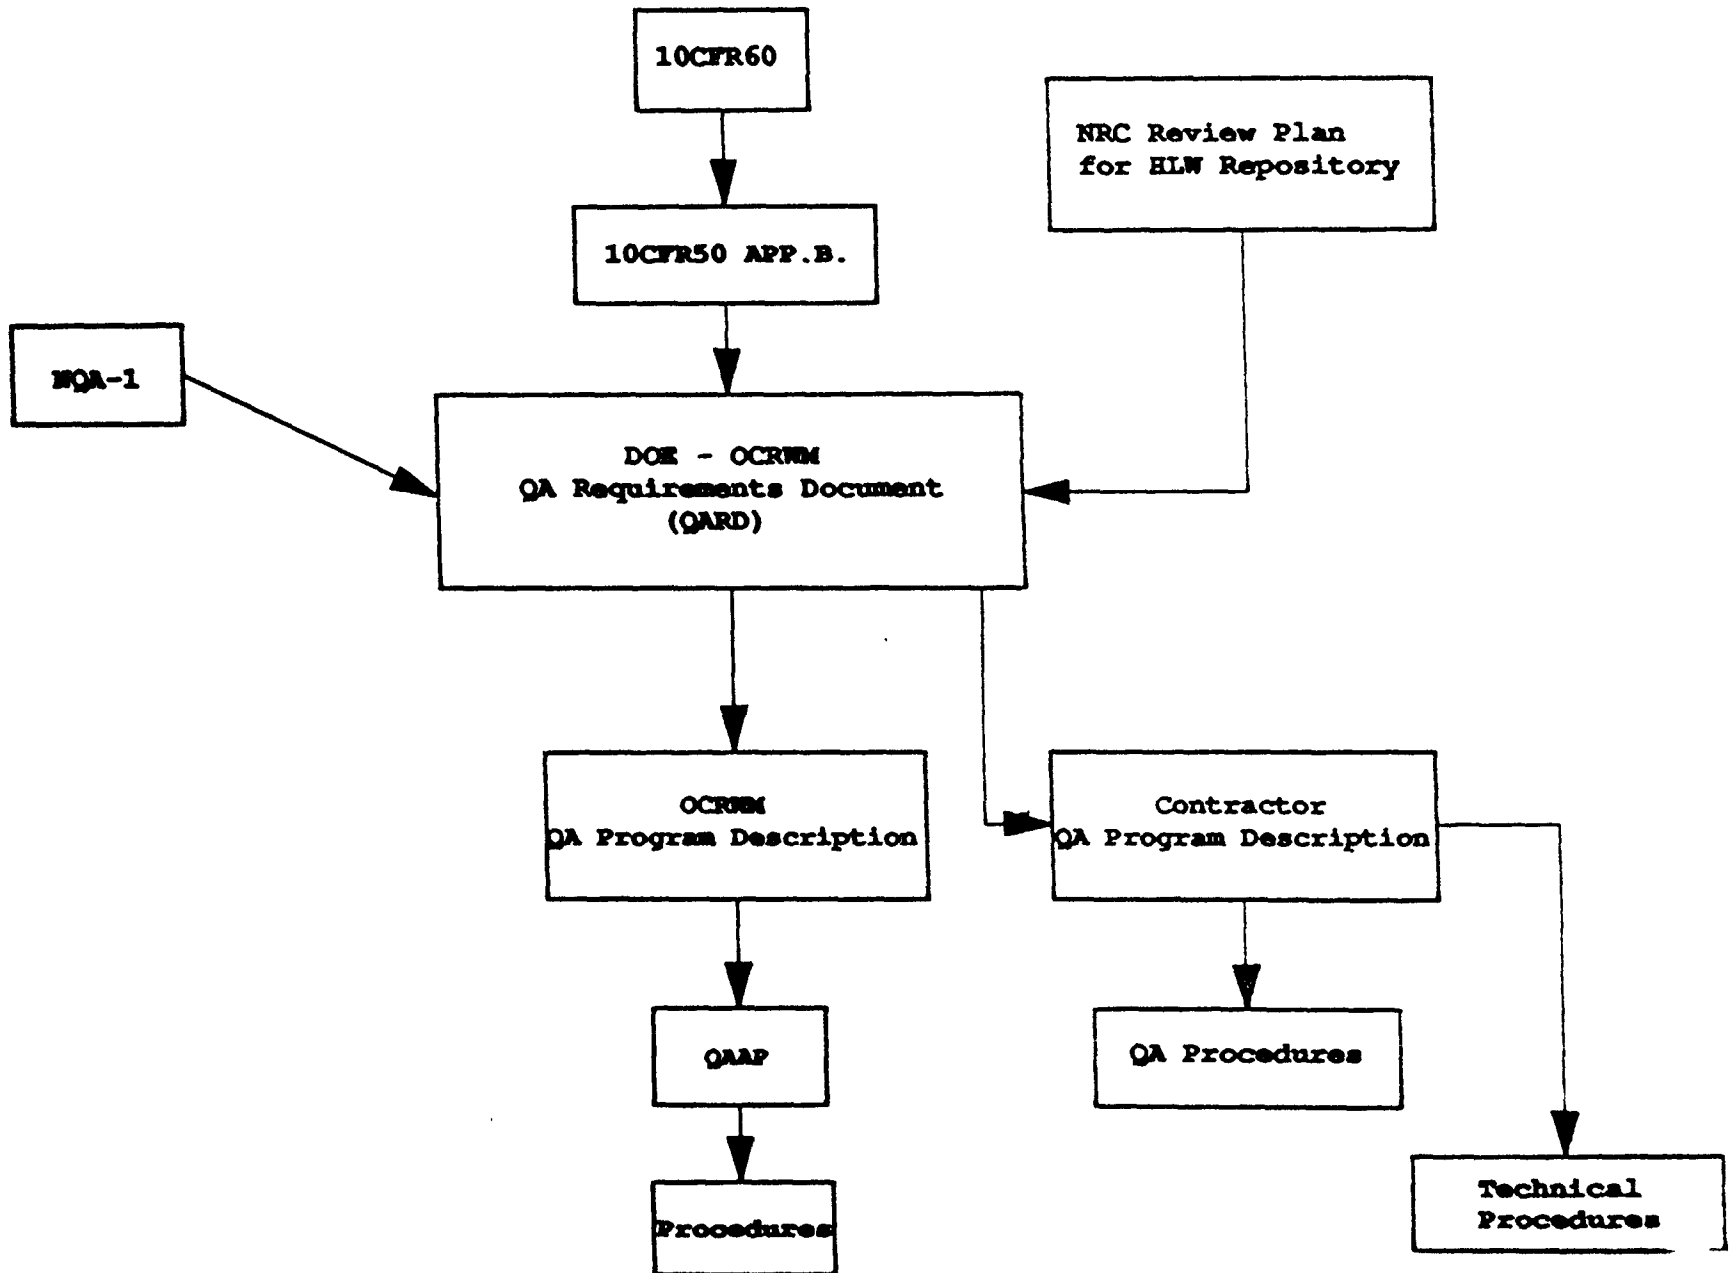 10CFR60
NRC Review Plan
for HLW Repository
10CFR50 APP.B.
NQA-1
DOE - OCRWM
QA Requirements Document
(QARD)
OCRWM
QA Program Description
Contractor
QA Program Description
QAAP
QA Procedures
Procedures
Technical
Procedures